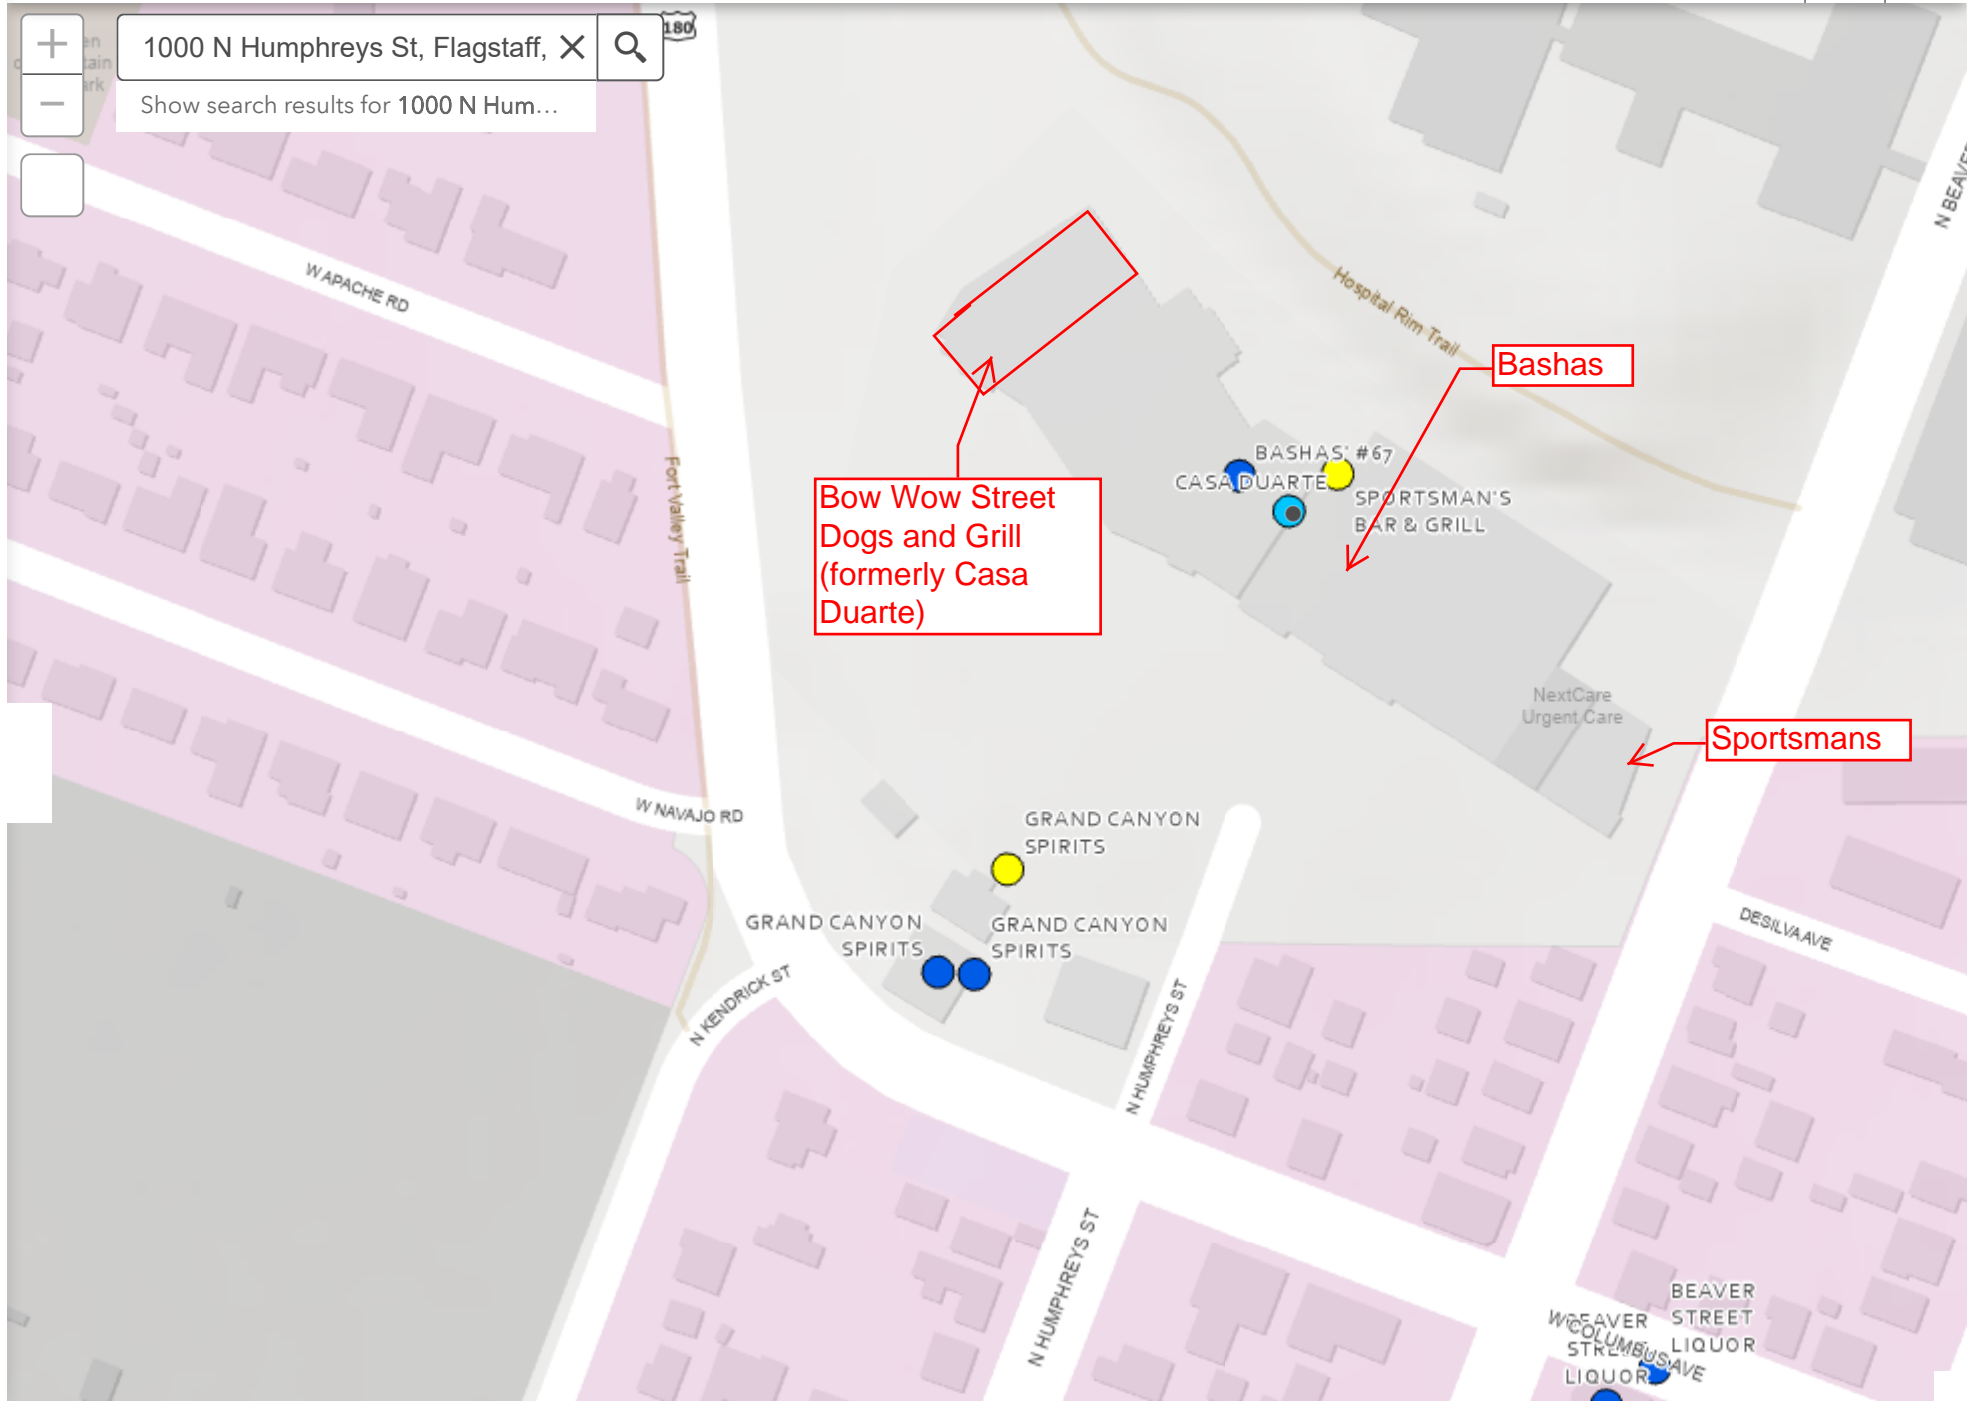 180
1000 N Humphreys St, Flagstaff,
Show search results for 1000 N Hum…
W APACHE RD
Fort Valley Trail
Hospital Rim Trail
Bashas
BASHAS' #67
CASA DUARTE
SPORTSMAN'S
BAR & GRILL
Bow Wow Street
Dogs and Grill
(formerly Casa
Duarte)
NextCare
Urgent Care
Sportsmans
W NAVAJO RD
GRAND CANYON
SPIRITS
GRAND CANYON
SPIRITS
GRAND CANYON
SPIRITS
DESILVA AVE
N KENDRICK ST
N HUMPHREYS ST
N HUMPHREYS ST
BEAVER
STREET
LIQUOR
W COLUMBUS AVE
BEAVER
STREET
LIQUOR